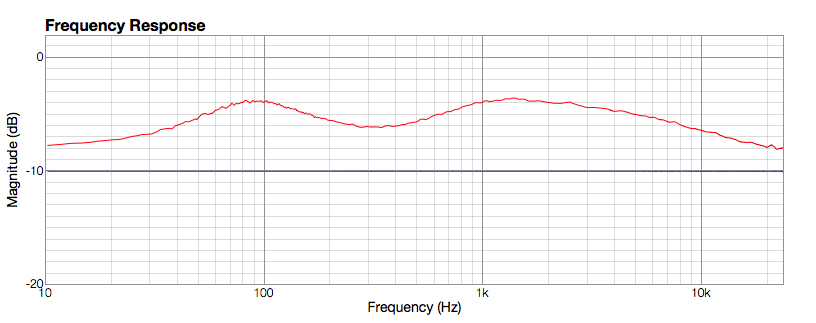 Frequency Response
0
-10
-20
Magnitude (dB)
10
100
1k
10k
Frequency (Hz)